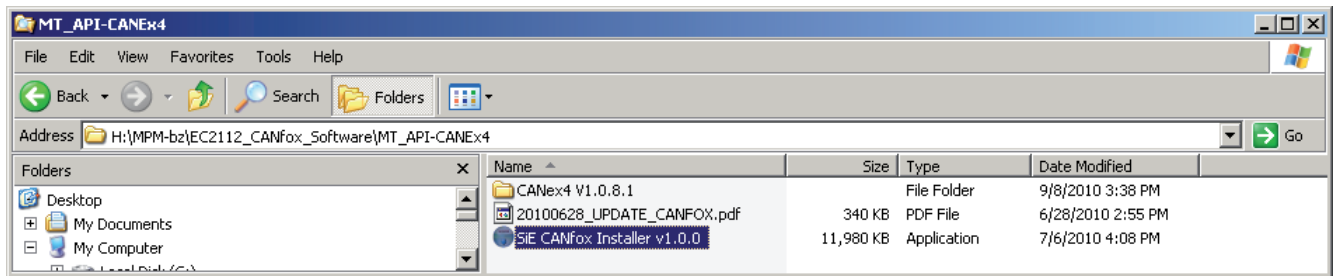 MT_API-CANEx4
File Edit View Favorites Tools Help
Back Search Folders
Address H:\MPM-bz\EC2112_CANfox_Software\MT_API-CANEx4 Go
Folders x Name Size Type Date Modified
Desktop
My Documents
My Computer
Local Disk (C:)
CANex4 V1.0.8.1 File Folder 9/8/2010 3:38 PM
20100628_UPDATE_CANFOX.pdf 340 KB PDF File 6/28/2010 2:55 PM
SiE CANfox Installer v1.0.0 11,980 KB Application 7/6/2010 4:08 PM